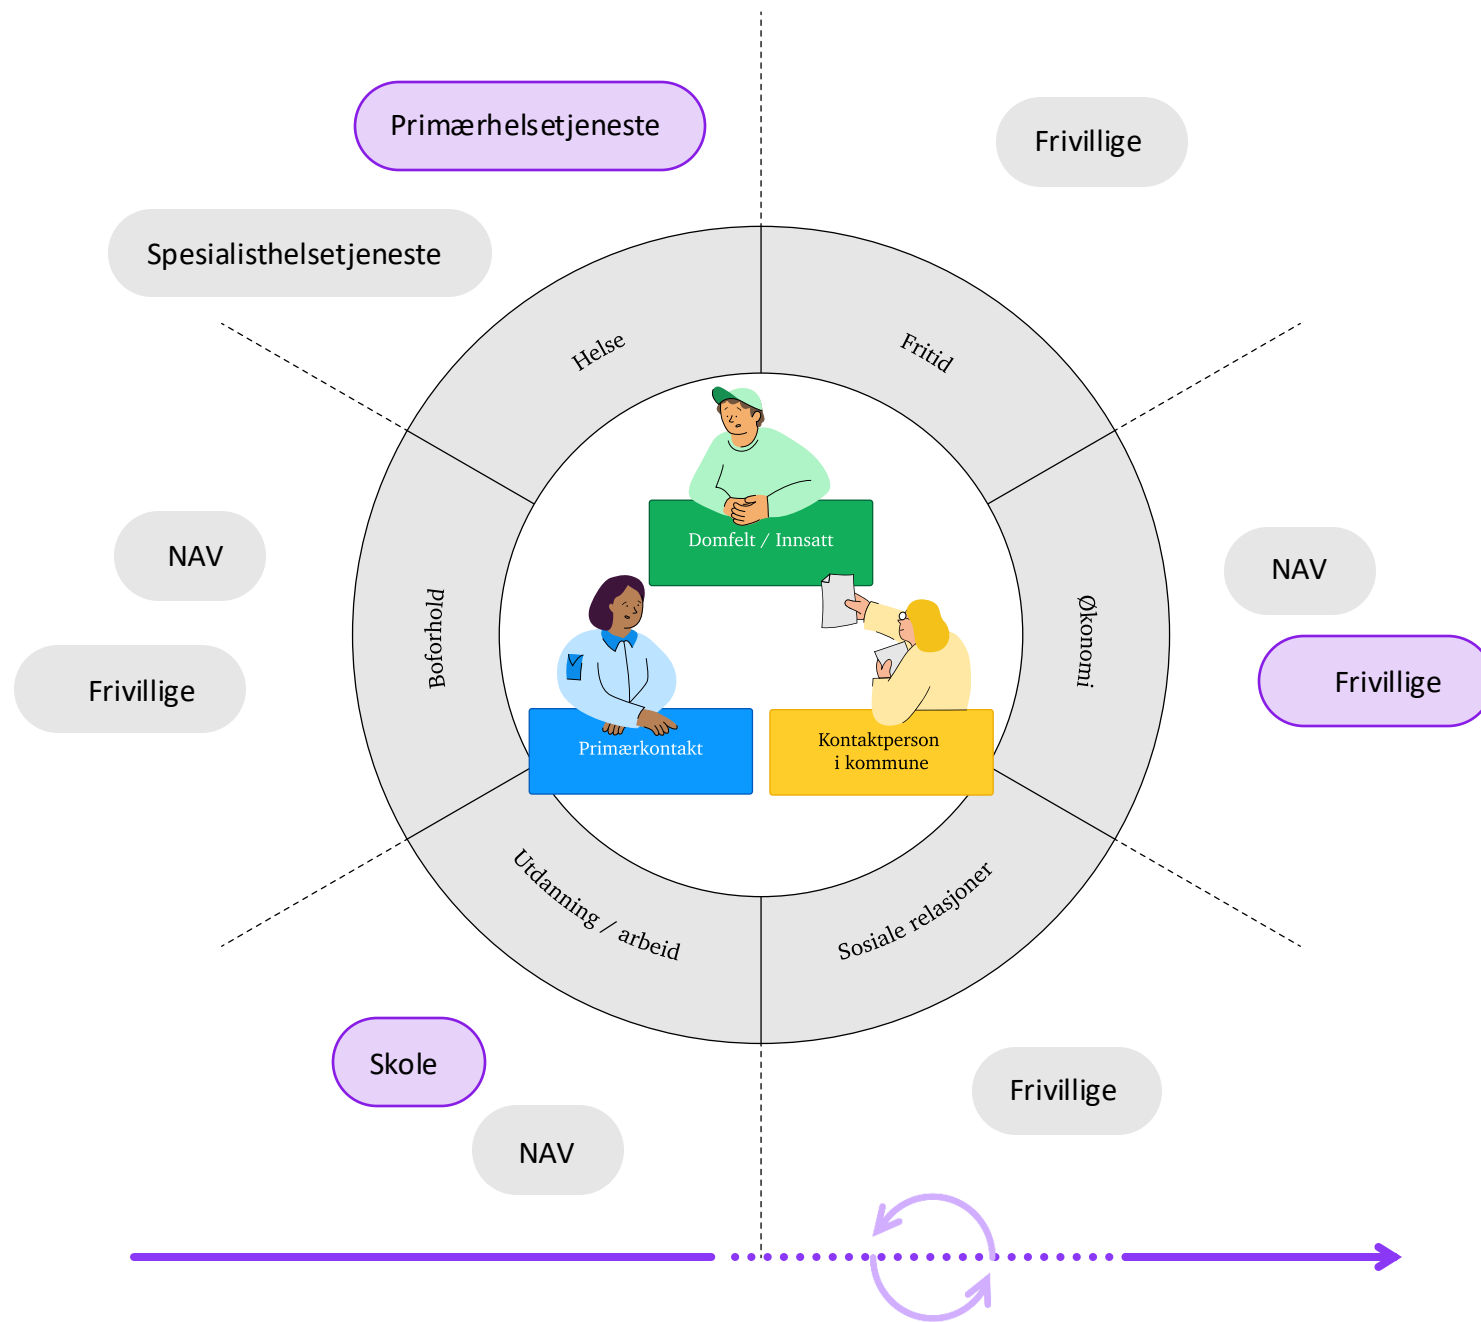 Primærhelsetjeneste
Frivillige
Spesialisthelsetjeneste
Helse
Fritid
Domfelt / Innsatt
NAV
NAV
Boforhold
Økonomi
Frivillige
Frivillige
Primærkontakt
Kontaktperson
i kommune
Utdanning / arbeid
Sosiale relasjoner
Skole
Frivillige
NAV